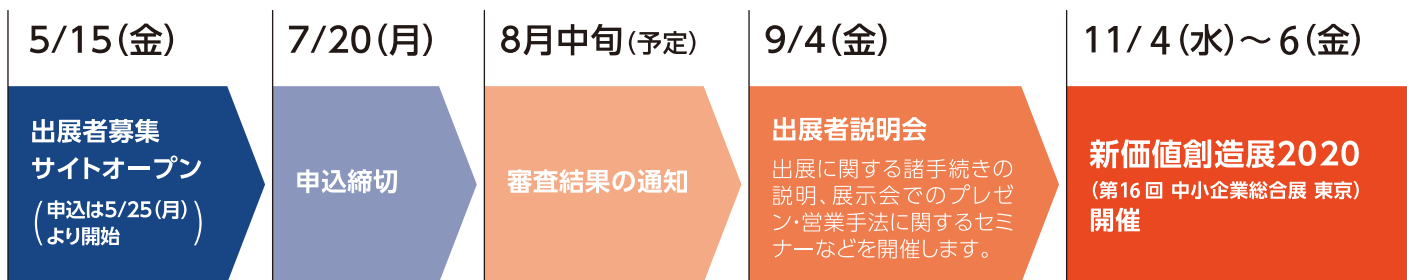 5/15(金)
出展者募集
サイトオープン
(申込は5/25(月)
より開始)
7/20(月)
申込締切
8月中旬(予定)
審査結果の通知
9/4(金)
出展者説明会
出展に関する諸手続きの
説明、展示会でのプレゼ
ン・営業手法に関するセミ
ナーなどを開催します。
11/4(水)～6(金)
新価値創造展2020
(第16回 中小企業総合展 東京)
開催